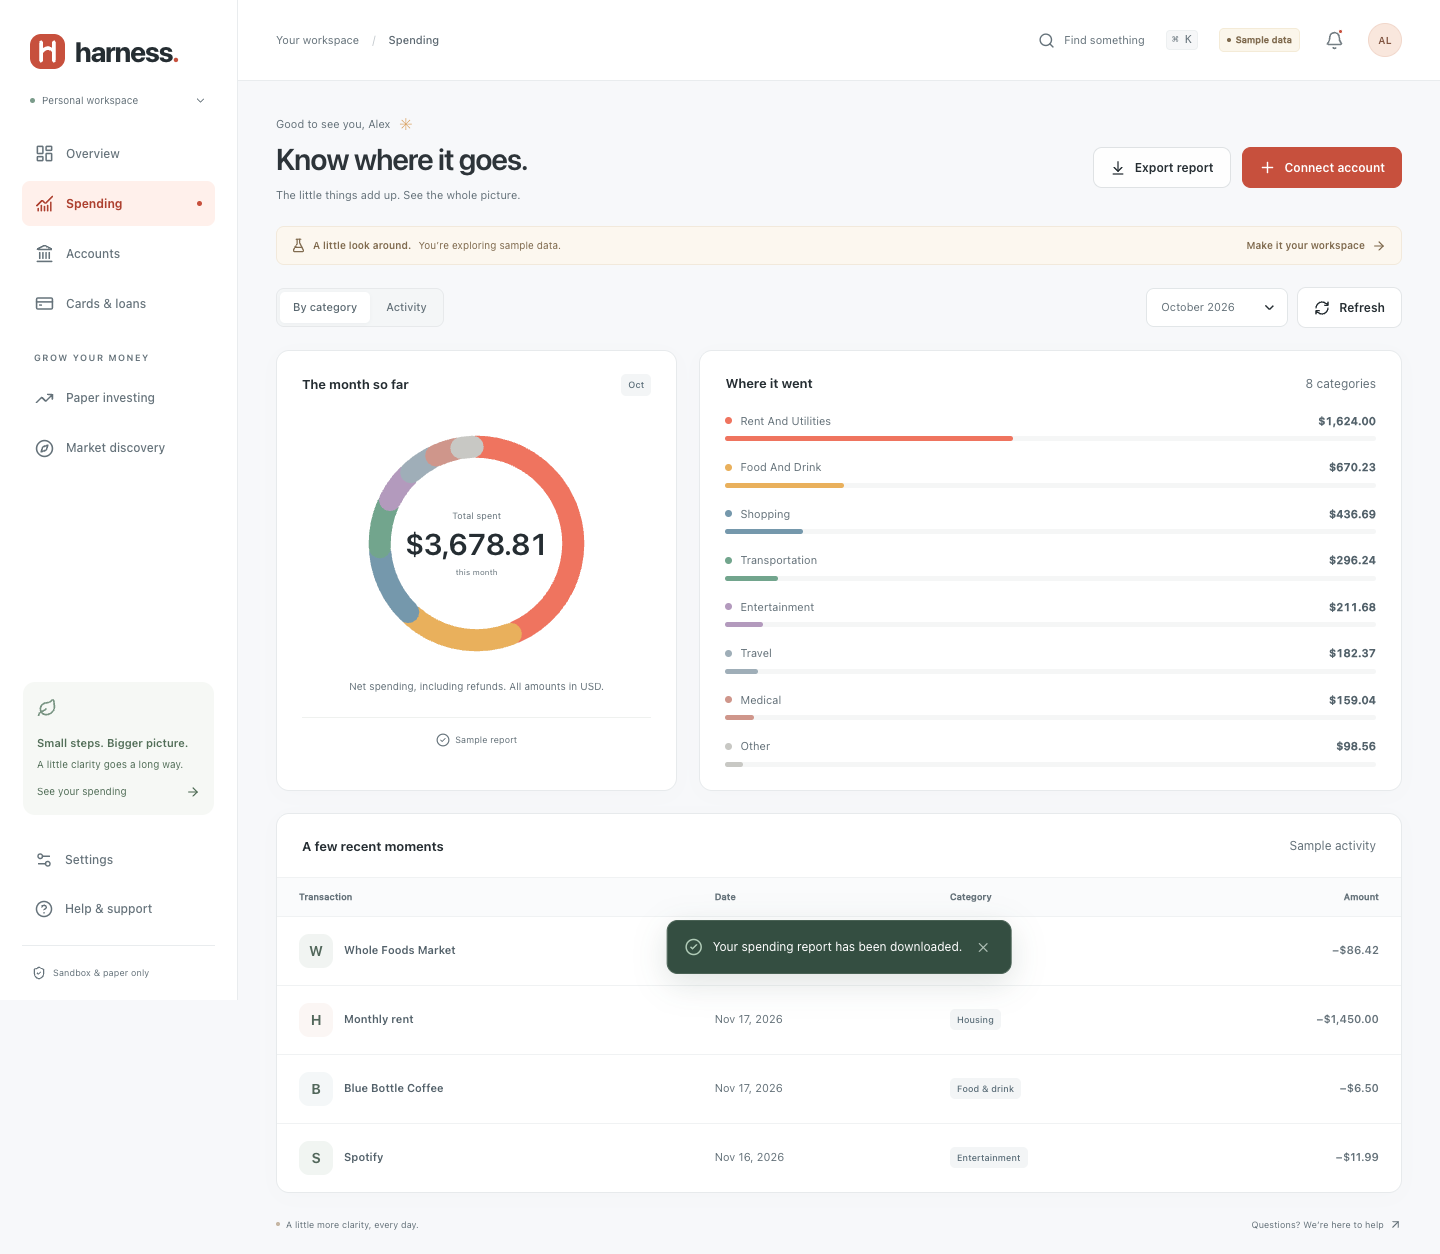 harness.
Personal workspace
Overview
Spending
Accounts
Cards & loans
GROW YOUR MONEY
Paper investing
Market discovery
Small steps. Bigger picture.
A little clarity goes a long way.
See your spending
Settings
Help & support
Sandbox & paper only
Your workspace / Spending
Find something ⌘ K
Sample data
AL
Good to see you, Alex
Know where it goes.
The little things add up. See the whole picture.
Export report
Connect account
A little look around. You're exploring sample data.
Make it your workspace
By category Activity
October 2026
Refresh
The month so far
Oct
Total spent
$3,678.81
this month
Net spending, including refunds. All amounts in USD.
Sample report
Where it went 8 categories
Rent And Utilities $1,624.00
Food And Drink $670.23
Shopping $436.69
Transportation $296.24
Entertainment $211.68
Travel $182.37
Medical $159.04
Other $98.56
A few recent moments Sample activity
Transaction Date Category Amount
W Whole Foods Market –$86.42
Your spending report has been downloaded.
H Monthly rent Nov 17, 2026 Housing –$1,450.00
B Blue Bottle Coffee Nov 17, 2026 Food & drink –$6.50
S Spotify Nov 16, 2026 Entertainment –$11.99
A little more clarity, every day.
Questions? We're here to help